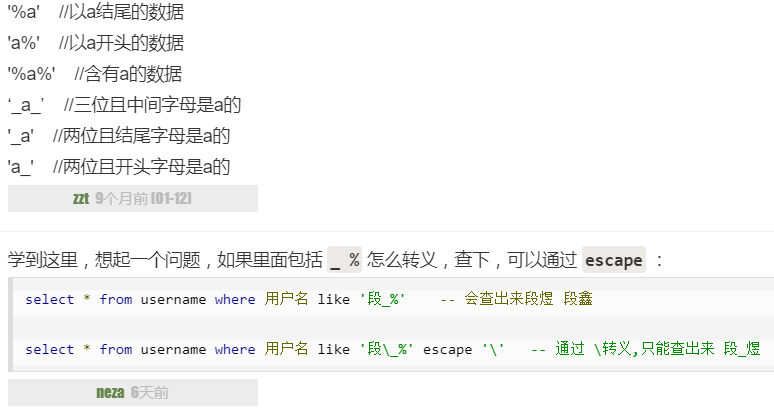 '%a'    //以a结尾的数据
'a%'    //以a开头的数据
'%a%'    //含有a的数据
‘_a_’    //三位且中间字母是a的
'_a'    //两位且结尾字母是a的
'a_'    //两位且开头字母是a的
zzt 9个月前 (01-12)
学到这里，想起一个问题，如果里面包括 _ % 怎么转义，查下，可以通过 escape ：
select * from username where 用户名 like '段_%'    -- 会查出来段煜 段鑫
select * from username where 用户名 like '段\_%' escape '\'   -- 通过 \转义,只能查出来 段_煜
neza 6天前